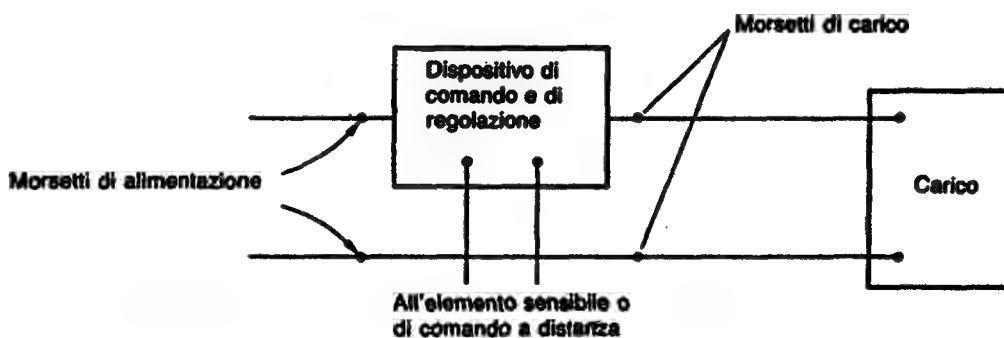 Morsetti di carico
Dispositivo di
comando e di
regolazione
Morsetti di alimentazione
Carico
All'elemento sensibile o
di comando a distanza